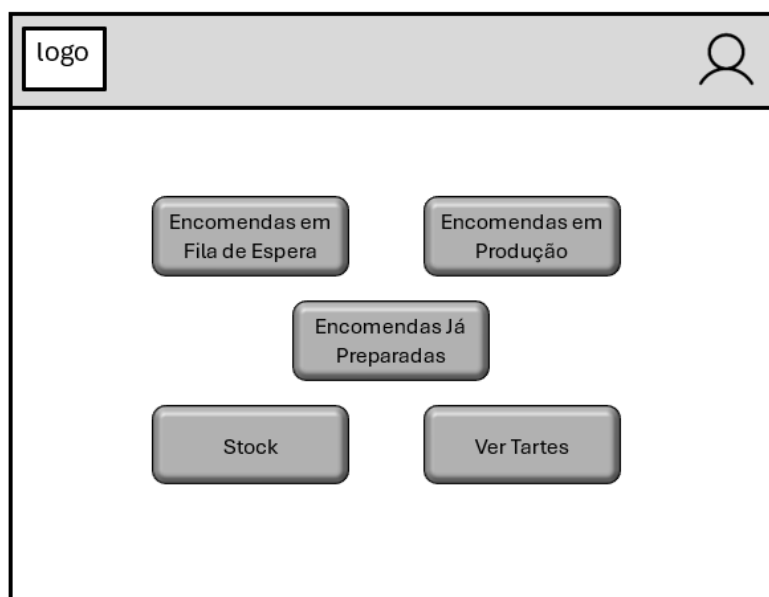 logo
Encomendas em
Fila de Espera
Encomendas em
Produção
Encomendas Já
Preparadas
Stock
Ver Tartes